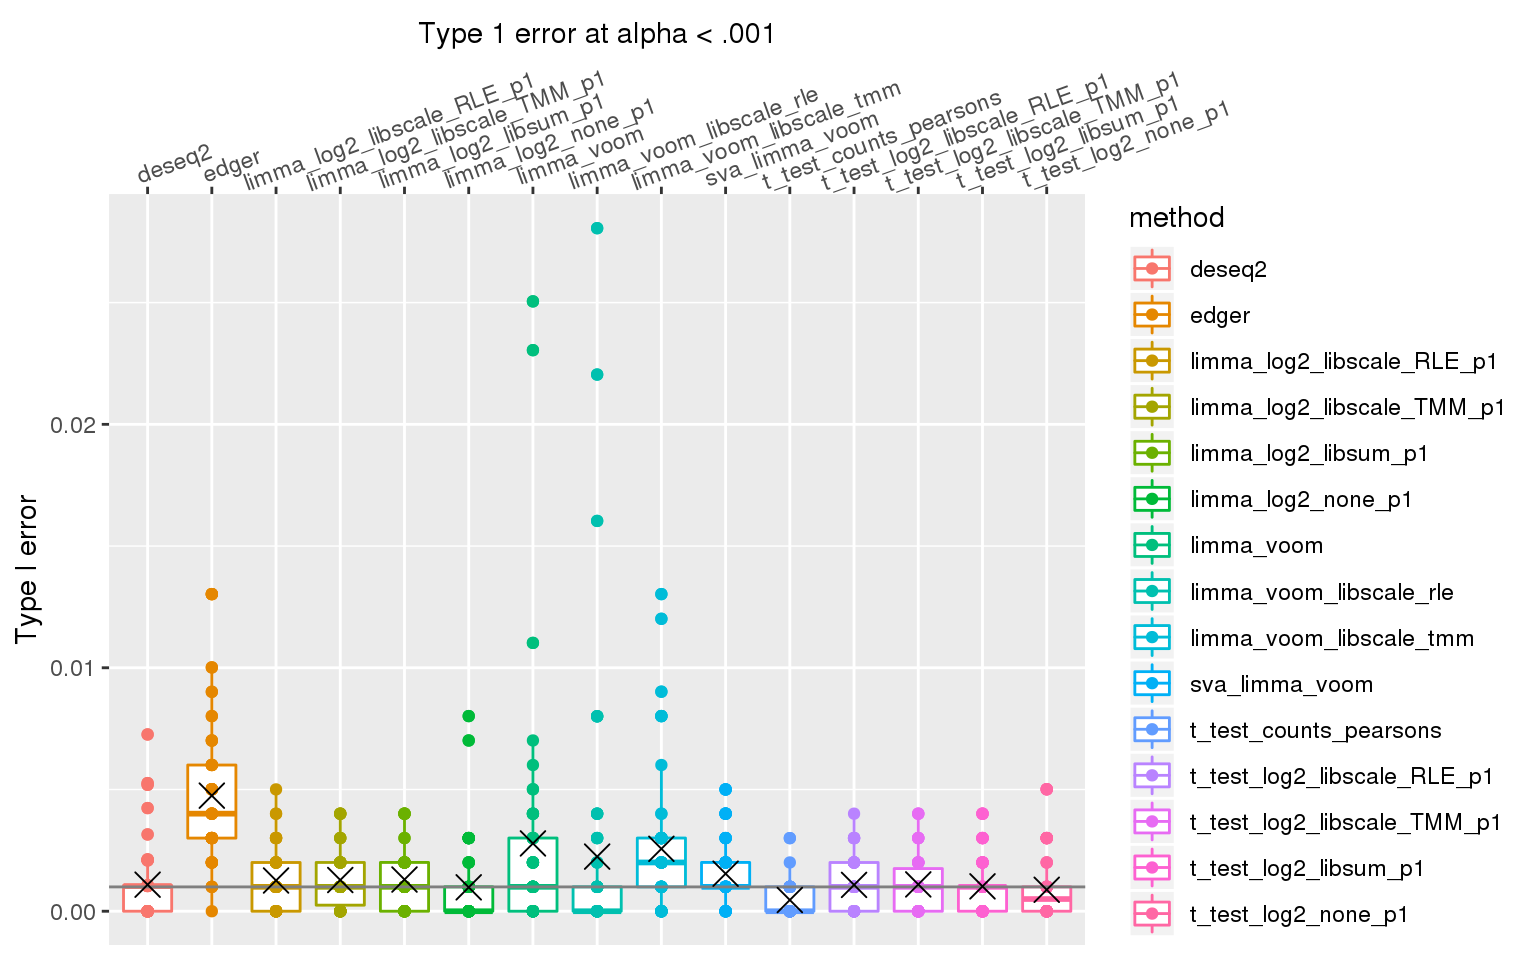 Type 1 error at alpha < .001
deseq2
edger
limma_log2_libscale_RLE_p1
limma_log2_libscale_TMM_p1
limma_log2_libsum_p1
limma_log2_none_p1
limma_voom
limma_voom_libscale_rle
limma_voom_libscale_tmm
sva_limma_voom
t_test_counts_pearsons
t_test_log2_libscale_RLE_p1
t_test_log2_libscale_TMM_p1
t_test_log2_libsum_p1
t_test_log2_none_p1
Type I error
0.02
0.01
0.00
method
deseq2
edger
limma_log2_libscale_RLE_p1
limma_log2_libscale_TMM_p1
limma_log2_libsum_p1
limma_log2_none_p1
limma_voom
limma_voom_libscale_rle
limma_voom_libscale_tmm
sva_limma_voom
t_test_counts_pearsons
t_test_log2_libscale_RLE_p1
t_test_log2_libscale_TMM_p1
t_test_log2_libsum_p1
t_test_log2_none_p1